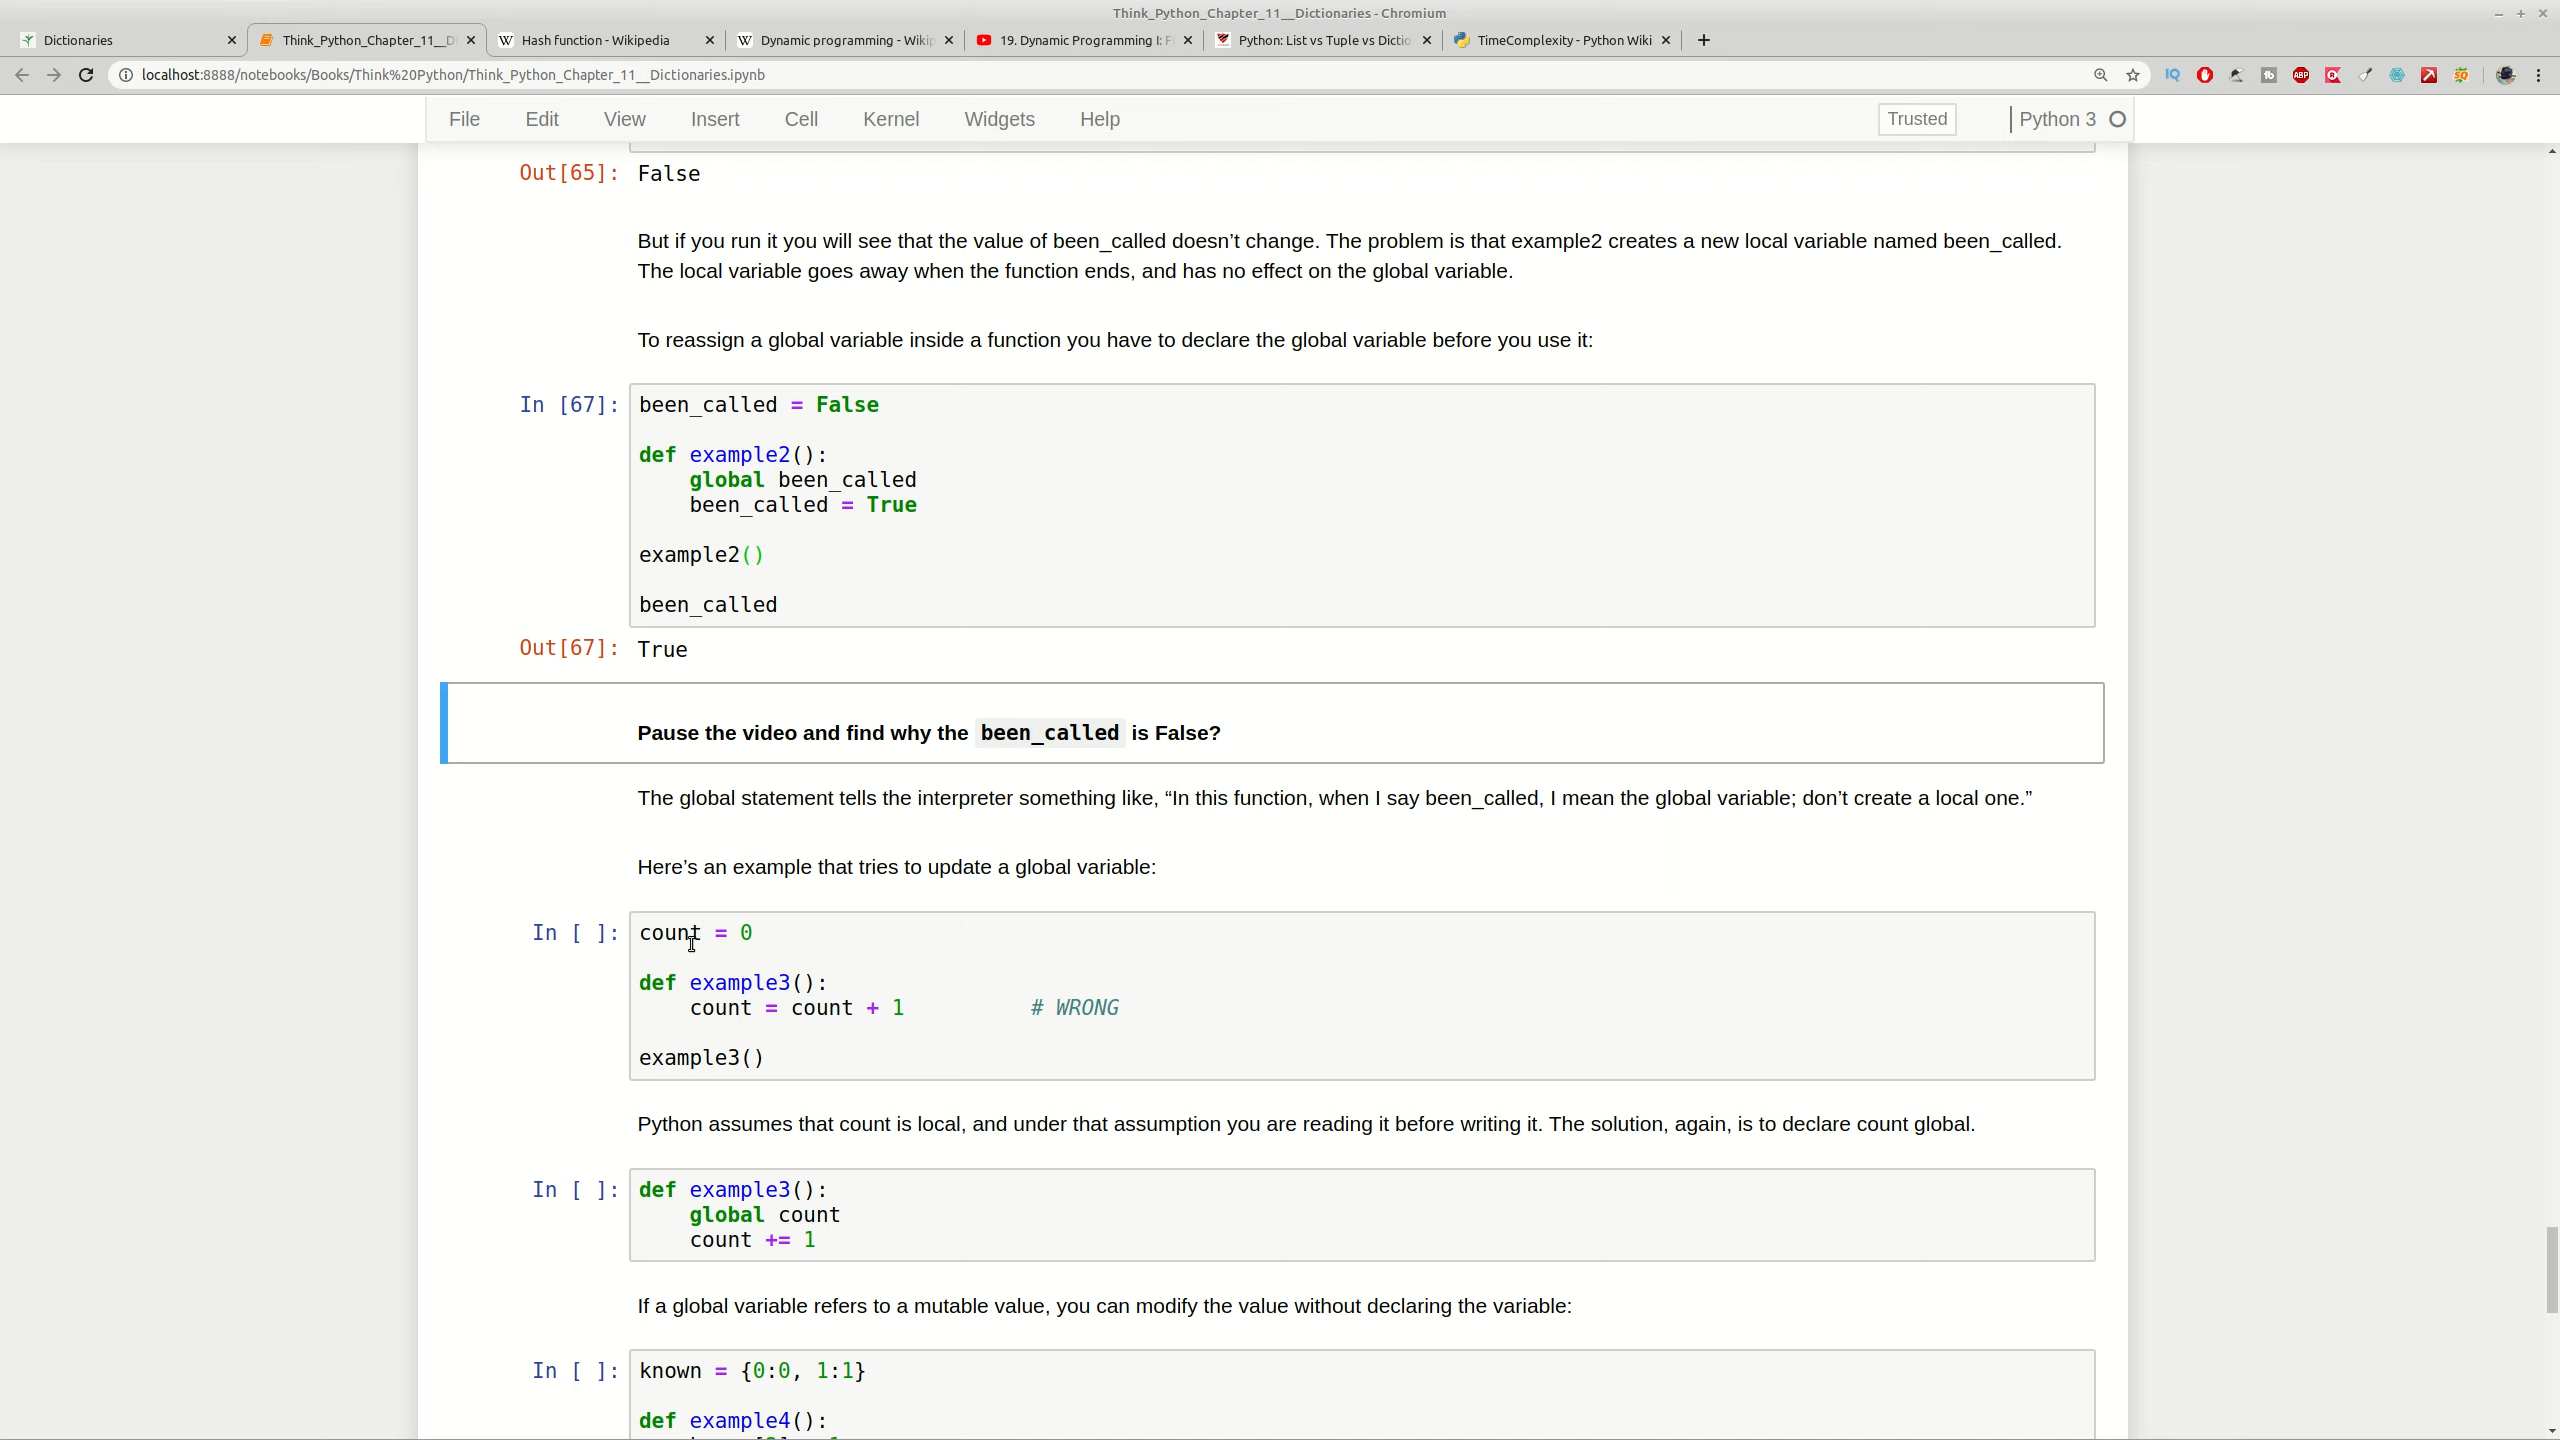 Think_Python_Chapter_11__Dictionaries - Chromium
Dictionaries
Think_Python_Chapter_11__D
Hash function - Wikipedia
Dynamic programming - Wikip
19. Dynamic Programming I: F
Python: List vs Tuple vs Dictio
TimeComplexity - Python Wiki
localhost:8888/notebooks/Books/Think%20Python/Think_Python_Chapter_11__Dictionaries.ipynb
IQ
ABP
File Edit View Insert Cell Kernel Widgets Help Trusted Python 3
Out[65]: False
But if you run it you will see that the value of been_called doesn’t change. The problem is that example2 creates a new local variable named been_called.
The local variable goes away when the function ends, and has no effect on the global variable.
To reassign a global variable inside a function you have to declare the global variable before you use it:
In [67]: been_called = False
def example2():
global been_called
been_called = True
example2()
been_called
Out[67]: True
Pause the video and find why the been_called is False?
The global statement tells the interpreter something like, “In this function, when I say been_called, I mean the global variable; don’t create a local one.”
Here’s an example that tries to update a global variable:
In [ ]: count = 0
def example3():
count = count + 1 # WRONG
example3()
Python assumes that count is local, and under that assumption you are reading it before writing it. The solution, again, is to declare count global.
In [ ]: def example3():
global count
count += 1
If a global variable refers to a mutable value, you can modify the value without declaring the variable:
In [ ]: known = {0:0, 1:1}
def example4():